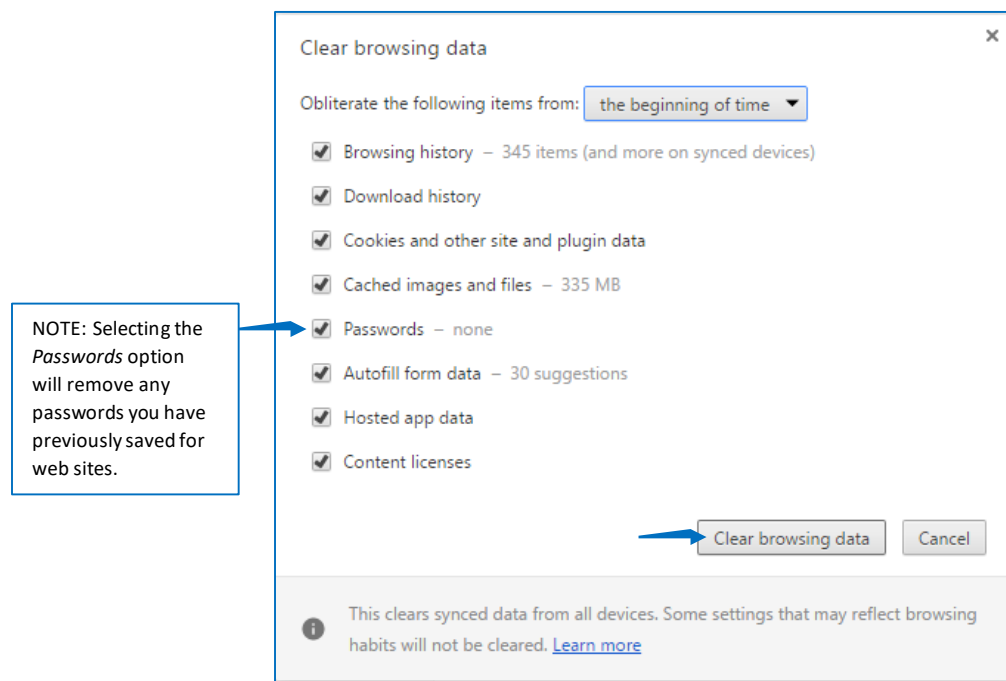 Clear browsing data
×
Obliterate the following items from: the beginning of time
Browsing history – 345 items (and more on synced devices)
Download history
Cookies and other site and plugin data
Cached images and files – 335 MB
NOTE: Selecting the
Passwords option
will remove any
passwords you have
previously saved for
web sites.
Passwords – none
Autofill form data – 30 suggestions
Hosted app data
Content licenses
Clear browsing data
Cancel
This clears synced data from all devices. Some settings that may reflect browsing
habits will not be cleared. Learn more